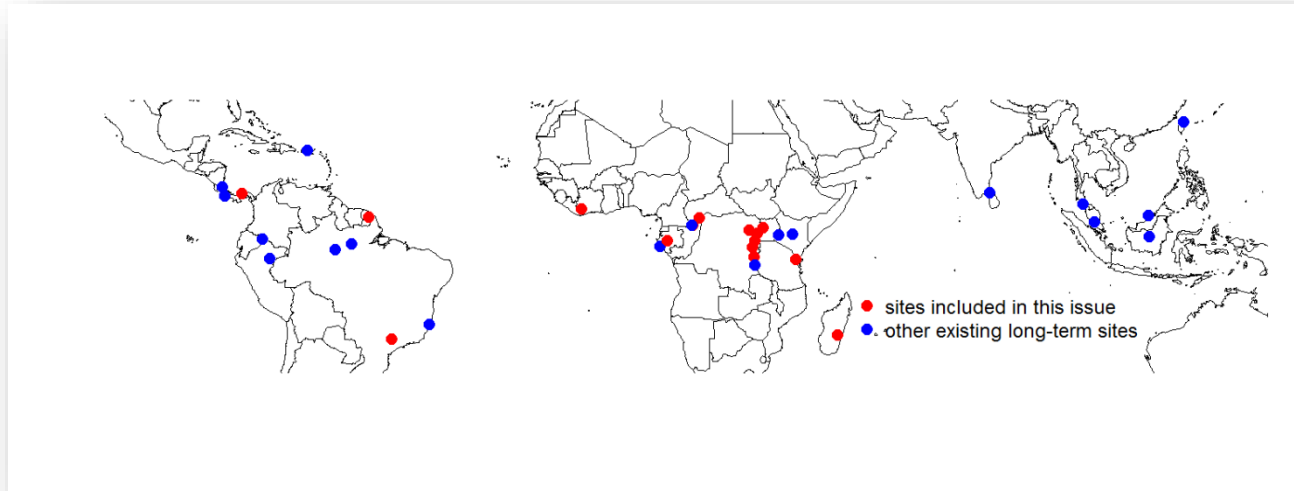 sites included in this issue
other existing long-term sites